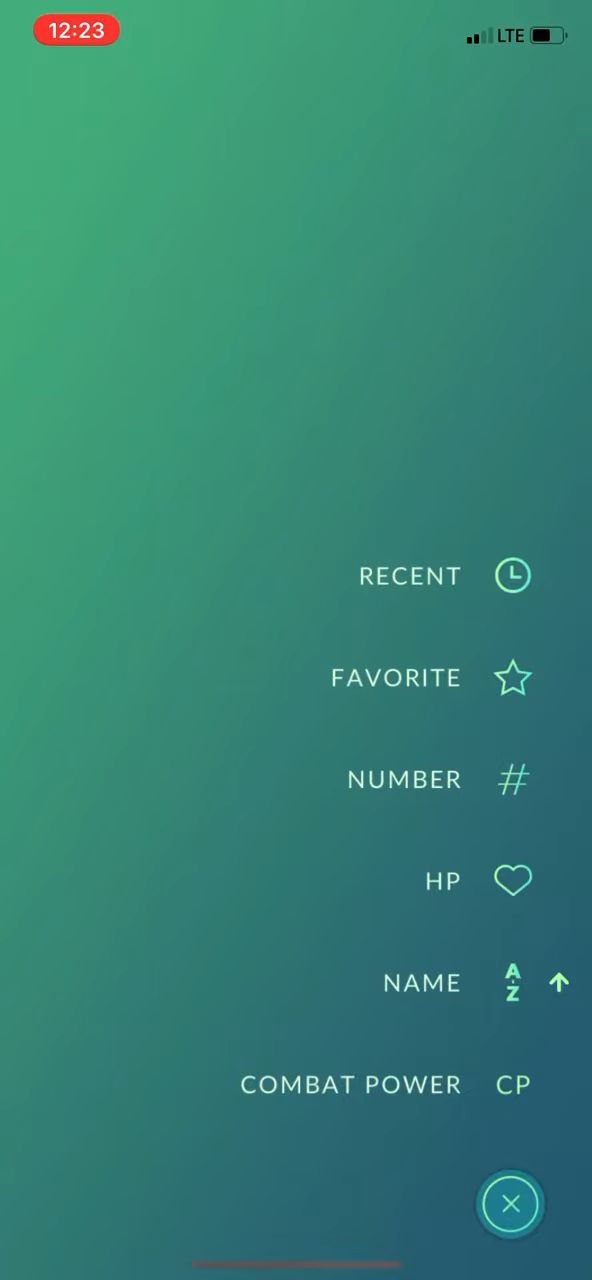 12:23 LTE
RECENT
FAVORITE
NUMBER #
HP
NAME A-Z
COMBAT POWER CP